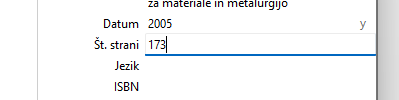 za materiale in metalurgijo
Datum 2005 y
Št. strani 173
Jezik
ISBN